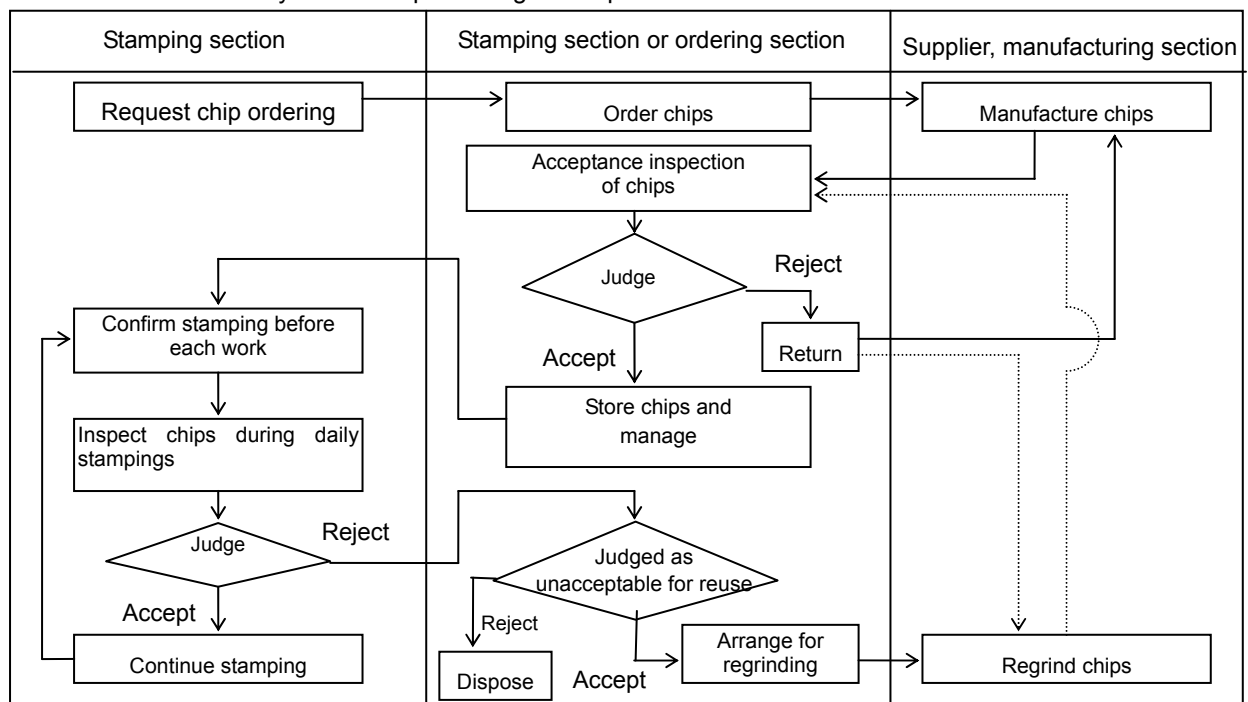 Stamping section
Stamping section or ordering section
Supplier, manufacturing section
Request chip ordering
Order chips
Manufacture chips
Acceptance inspection
of chips
Judge
Reject
Return
Accept
Store chips and
manage
Confirm stamping before
each work
Inspect chips during daily
stampings
Judge
Reject
Accept
Continue stamping
Judged as
unacceptable for reuse
Reject
Dispose
Accept
Arrange for
regrinding
Regrind chips